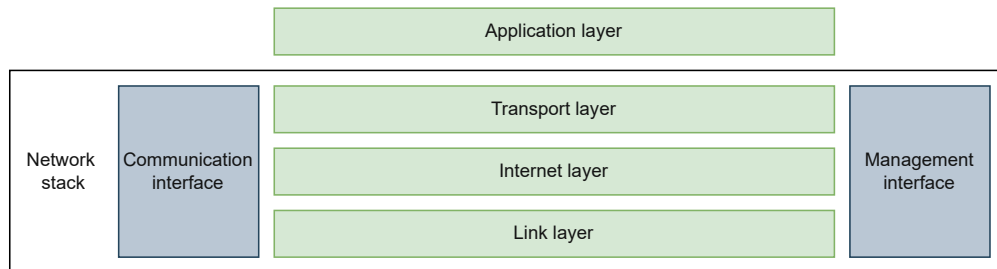 Application layer
Network
stack
Communication
interface
Transport layer
Internet layer
Link layer
Management
interface